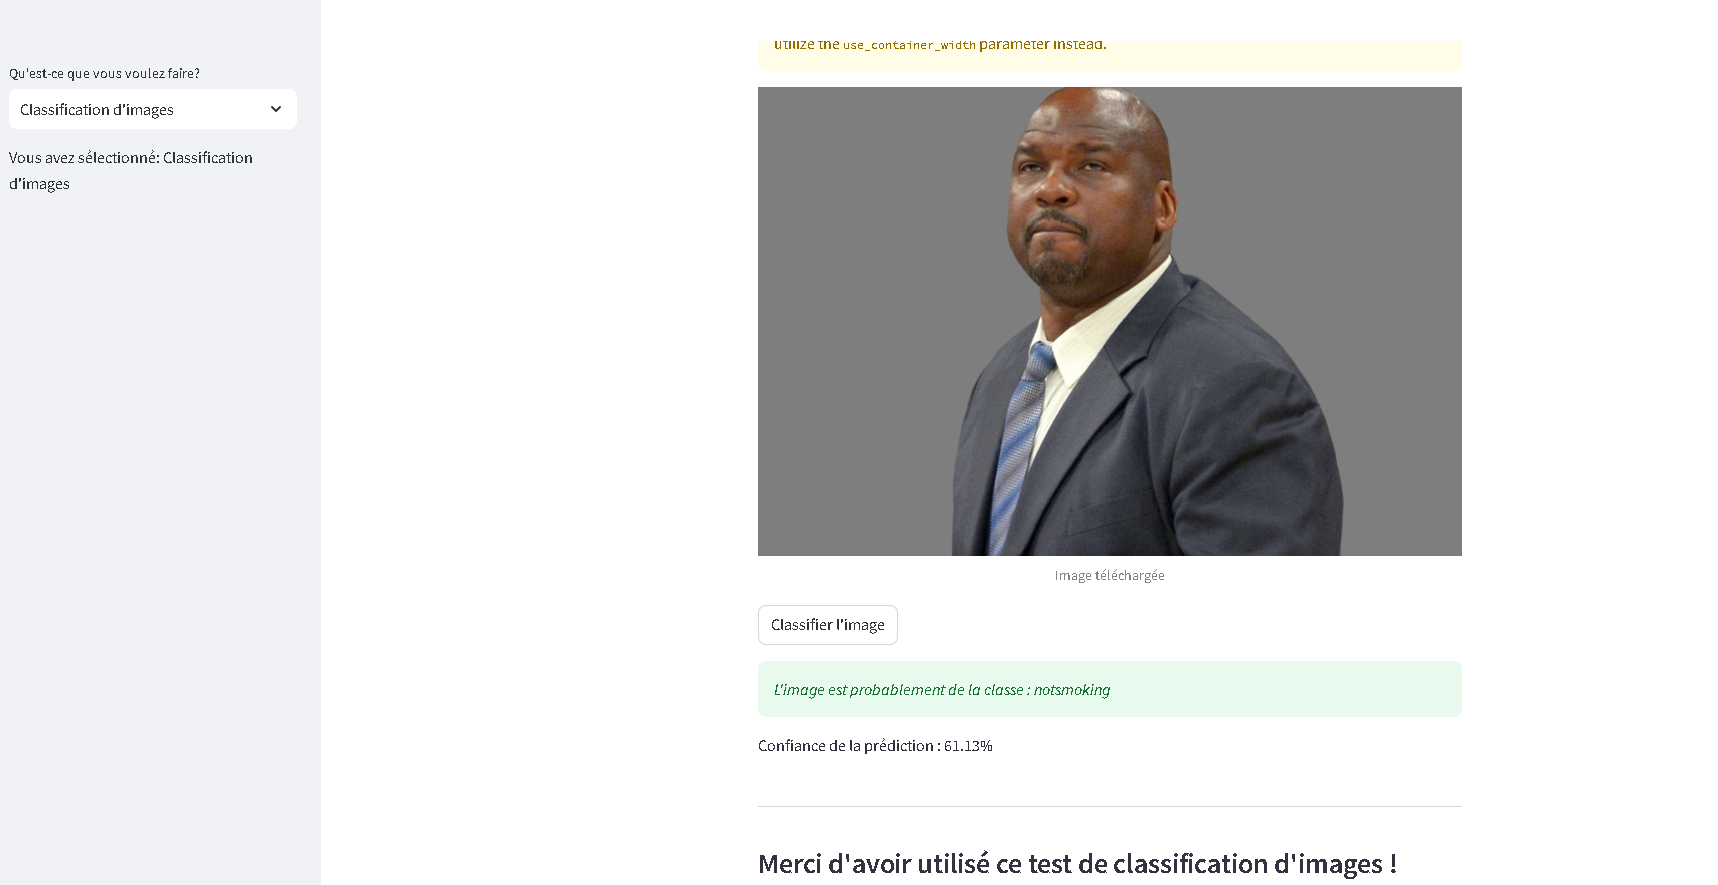 Qu'est-ce que vous voulez faire?
Classification d'images
Vous avez sélectionné: Classification
d'images
utilize the use_container_width parameter instead.
Image téléchargée
Classifier l'image
L'image est probablement de la classe : notsmoking
Confiance de la prédiction : 61.13%
Merci d'avoir utilisé ce test de classification d'images !